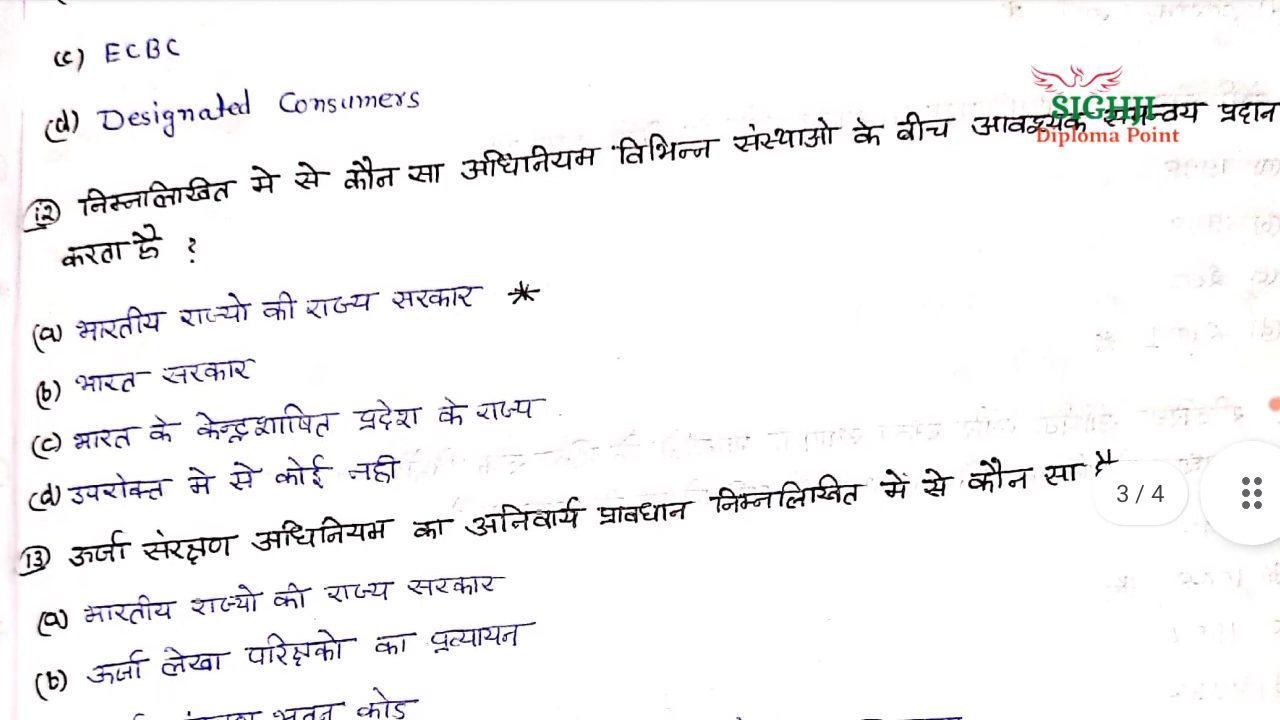 (c) ECBC
(d) Designated Consumers
SIGHJI
Diploma Point
12 निम्नलिखित मे से कौन सा अधिनियम विभिन्न संस्थाओ के बीच आवश्यक समन्वय प्रदान
करता है ?
(a) भारतीय राज्यो की राज्य सरकार *
(b) भारत सरकार
(c) भारत के केन्द्रशाषित प्रदेश के राज्य
(d) उपरोक्त मे से कोई नही
13 ऊर्जा संरक्षण अधिनियम का अनिवार्य प्रावधान निम्नलिखित में से कौन सा है
3 / 4
(a) भारतीय राज्यो की राज्य सरकार
(b) ऊर्जा लेखा परिक्षको का प्रत्यायन
भवन कोड